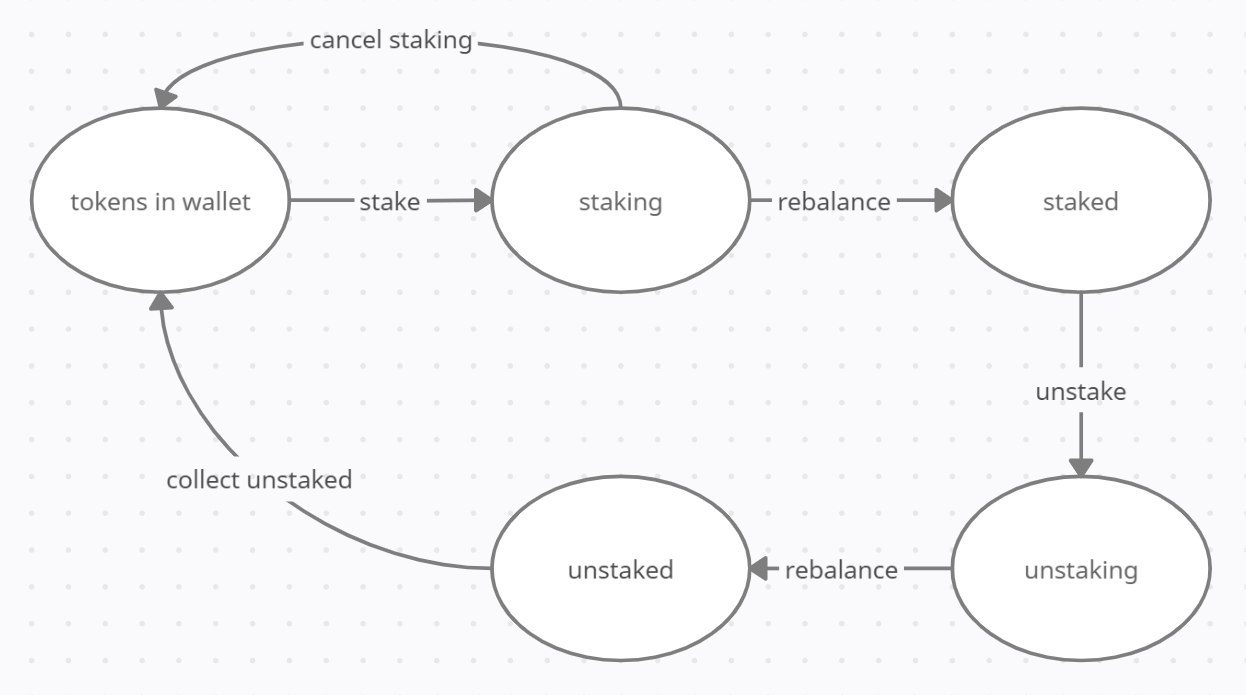 cancel staking
tokens in wallet
stake
staking
rebalance
staked
unstake
collect unstaked
unstaked
rebalance
unstaking